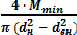 4 · M_min
π (d_н² − d_вн²)